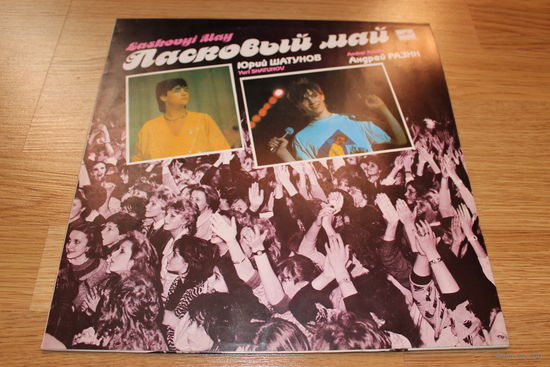 Laskovyi May
Ласковый май
Юрий ШАТУНОВ
Yuri SHATUNOV
Андрей РАЗИН